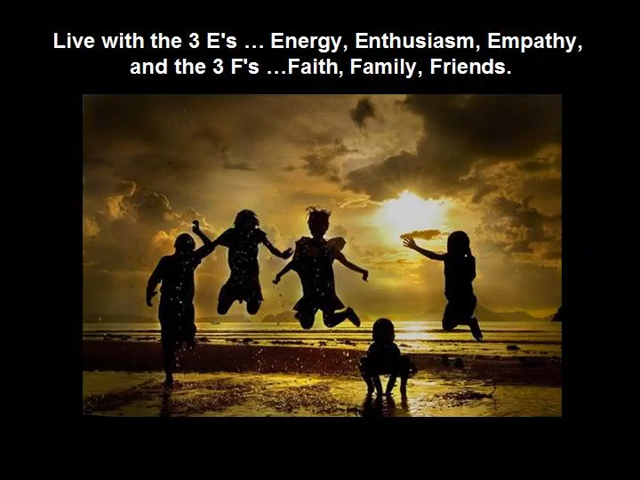 Live with the 3 E's … Energy, Enthusiasm, Empathy,
and the 3 F's …Faith, Family, Friends.